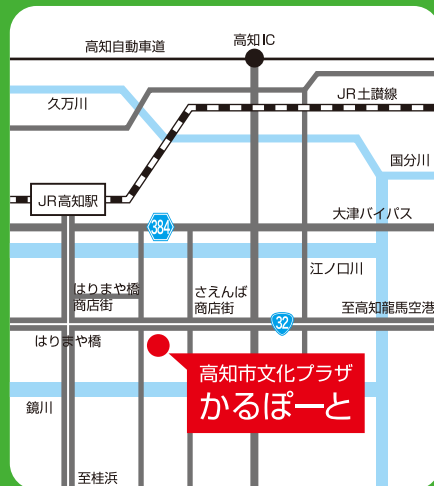 高知自動車道
高知IC
久万川
JR土讃線
国分川
JR高知駅
384
大津バイパス
江ノ口川
はりまや橋
商店街
さえんば
商店街
至高知龍馬空港
32
はりまや橋
高知市文化プラザ
かるぽーと
鏡川
至桂浜